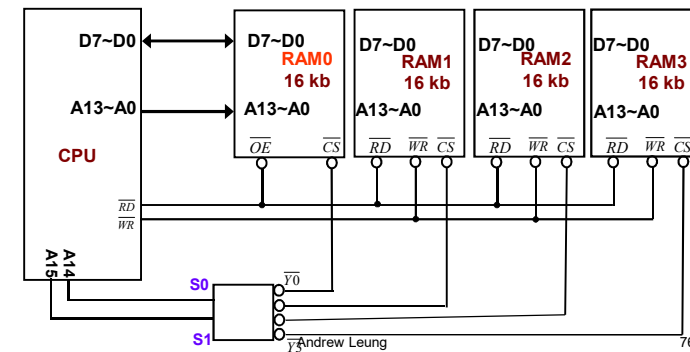 D7~D0 D7~D0 D7~D0 D7~D0 D7~D0
RAM0 RAM1 RAM2 RAM3
16 kb 16 kb 16 kb 16 kb
A13~A0 A13~A0 A13~A0 A13~A0 A13~A0
CPU
OE CS RD WR CS RD WR CS RD WR CS
RD
WR
A15 A14
S0 Y0
S1 Y3
Andrew Leung 76